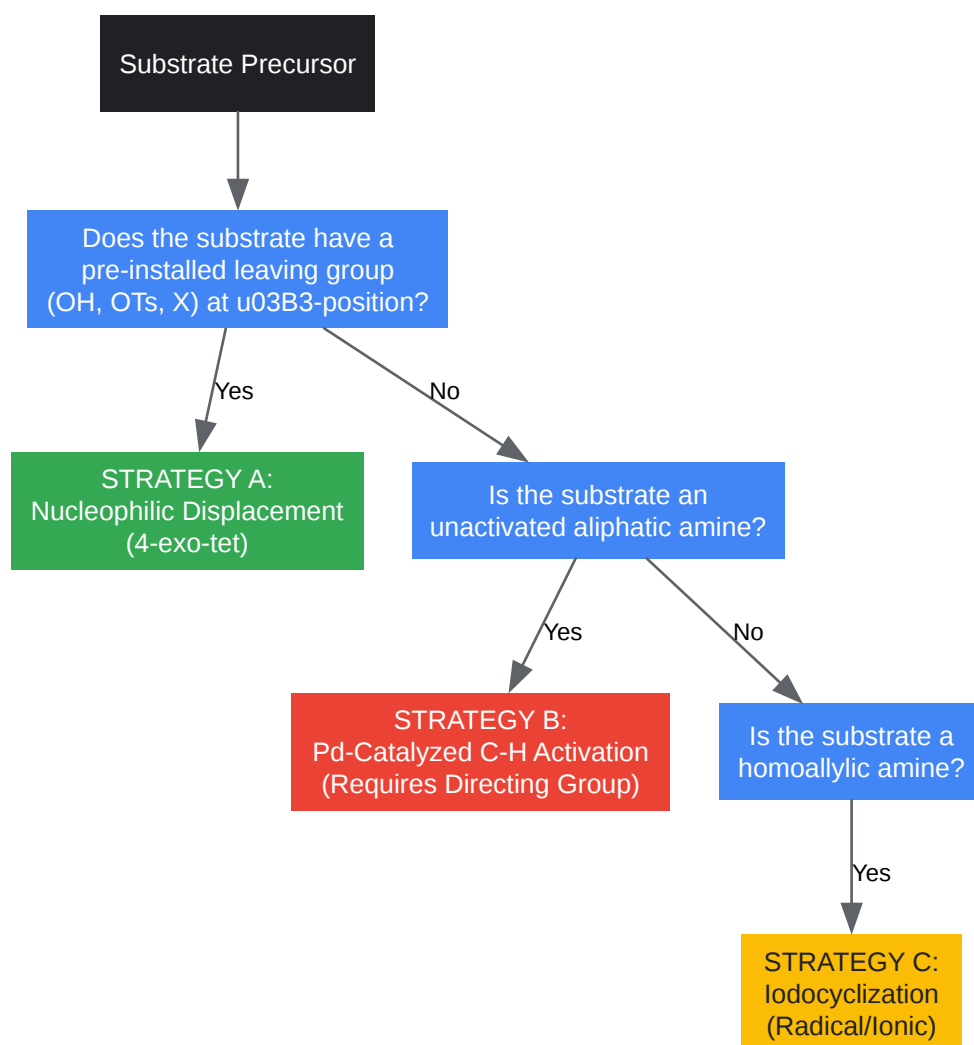 Substrate Precursor
Does the substrate have a
pre-installed leaving group
(OH, OTs, X) at u03B3-position?
Yes
No
STRATEGY A:
Nucleophilic Displacement
(4-exo-tet)
Is the substrate an
unactivated aliphatic amine?
Yes
No
STRATEGY B:
Pd-Catalyzed C-H Activation
(Requires Directing Group)
Is the substrate a
homoallylic amine?
Yes
STRATEGY C:
Iodocyclization
(Radical/Ionic)